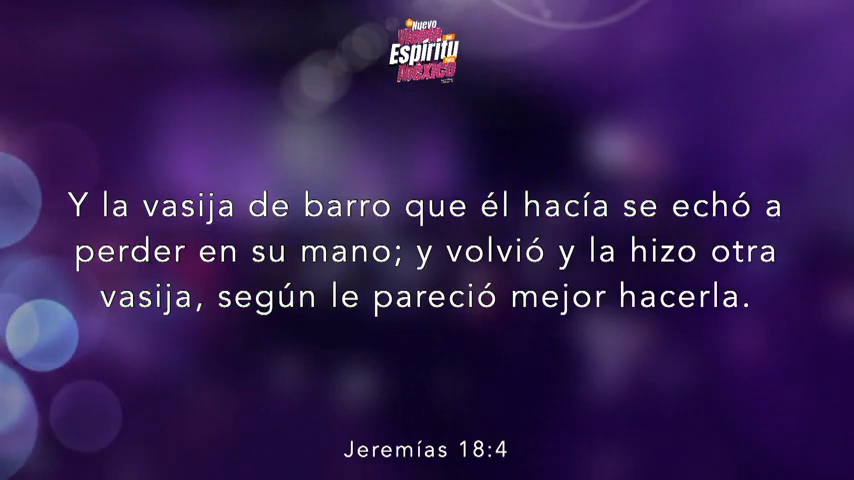 Nuevo
Viento
Espíritu
México
Y la vasija de barro que él hacía se echó a
perder en su mano; y volvió y la hizo otra
vasija, según le pareció mejor hacerla.
Jeremías 18:4